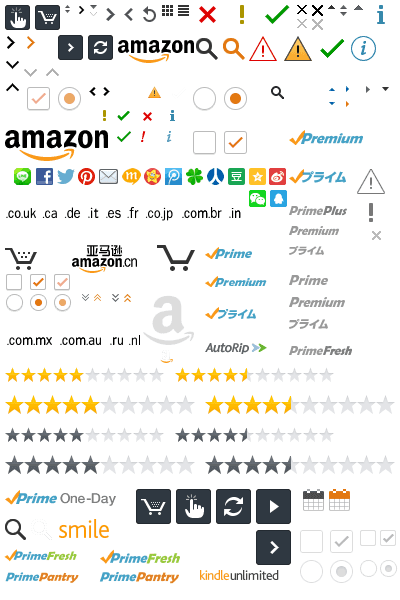 amazon
amazon
Premium
プライム
.co.uk .ca .de .it .es .fr .co.jp .com.br .in
PrimePlus
Premium
プライム
亚马逊
amazon.cn
Prime
Premium
プライム
Prime
Premium
プライム
a
.com.mx .com.au .ru .nl
AutoRip
PrimeFresh
Prime One-Day
smile
PrimeFresh
PrimeFresh
PrimePantry
PrimePantry
kindleunlimited